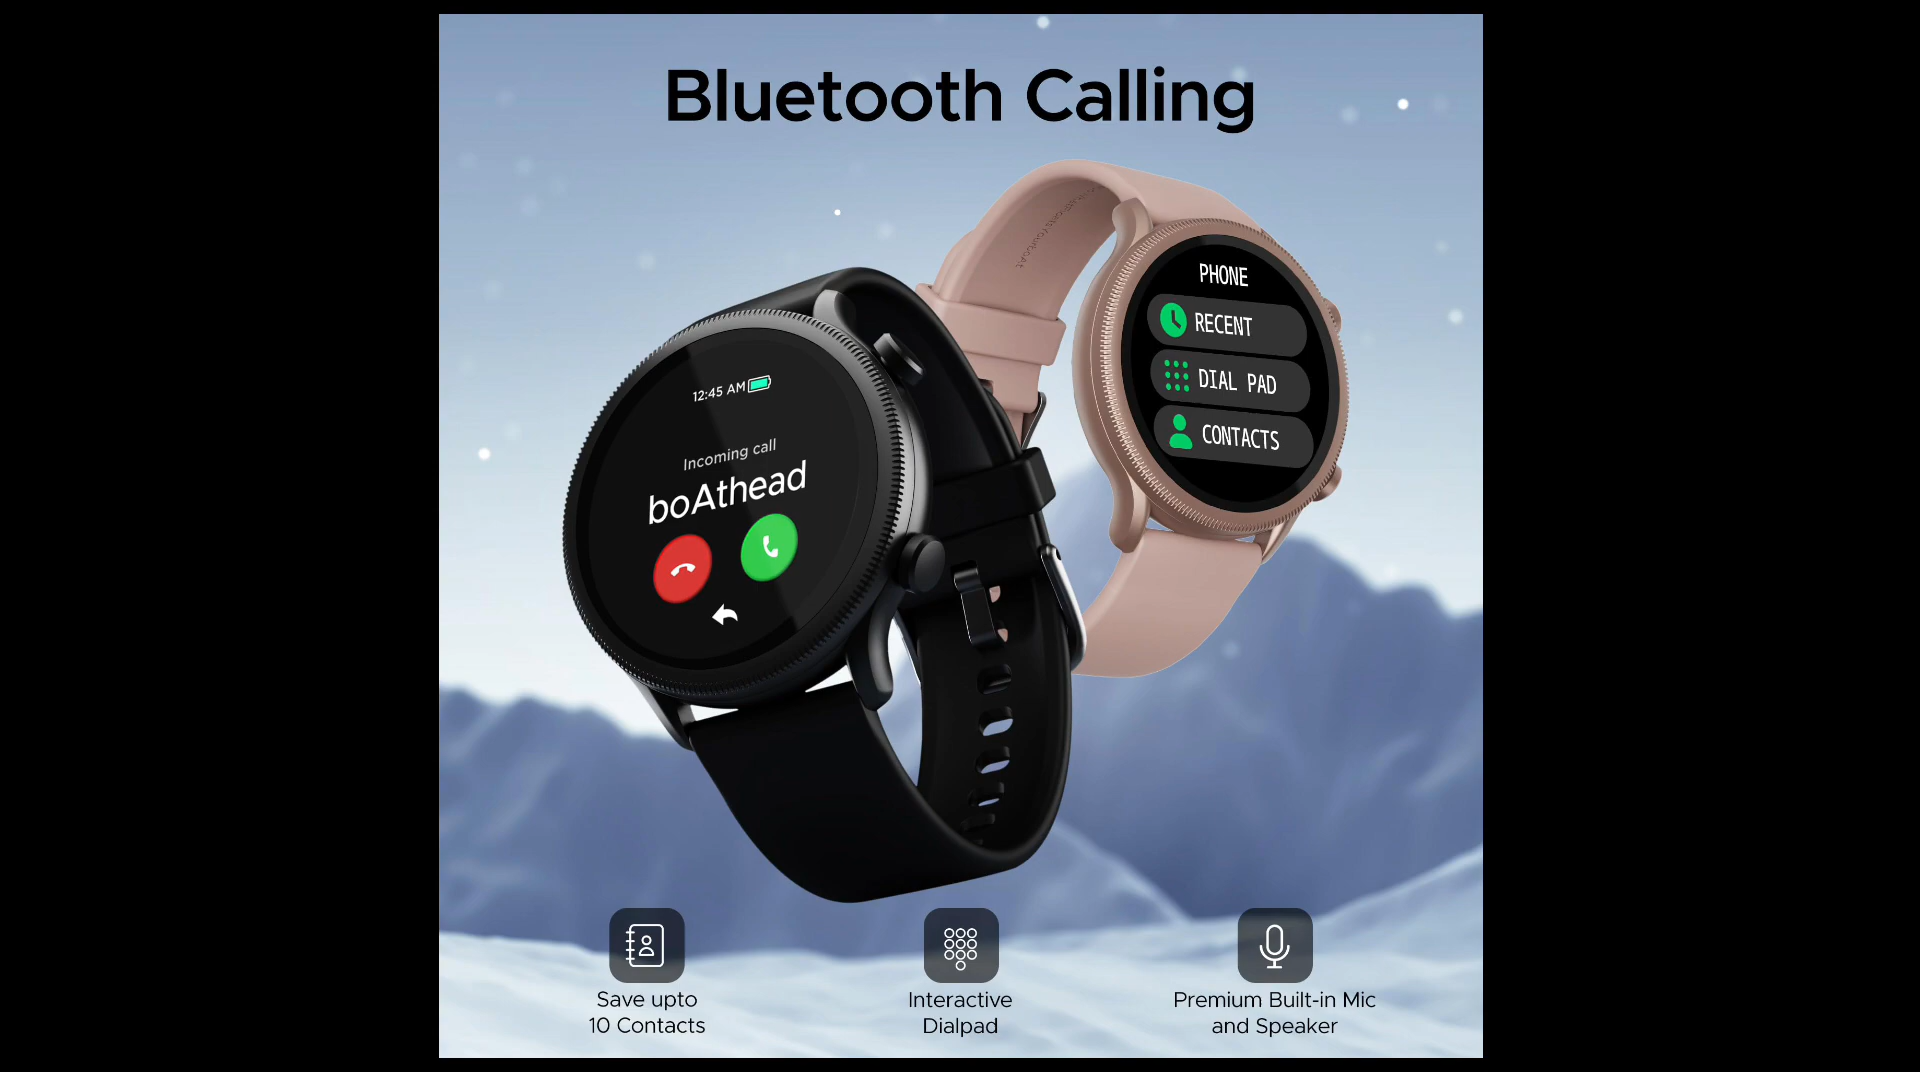 Bluetooth Calling
PHONE
RECENT
DIAL PAD
CONTACTS
12:45 AM
Incoming call
boAthead
Save upto
10 Contacts
Interactive
Dialpad
Premium Built-in Mic
and Speaker